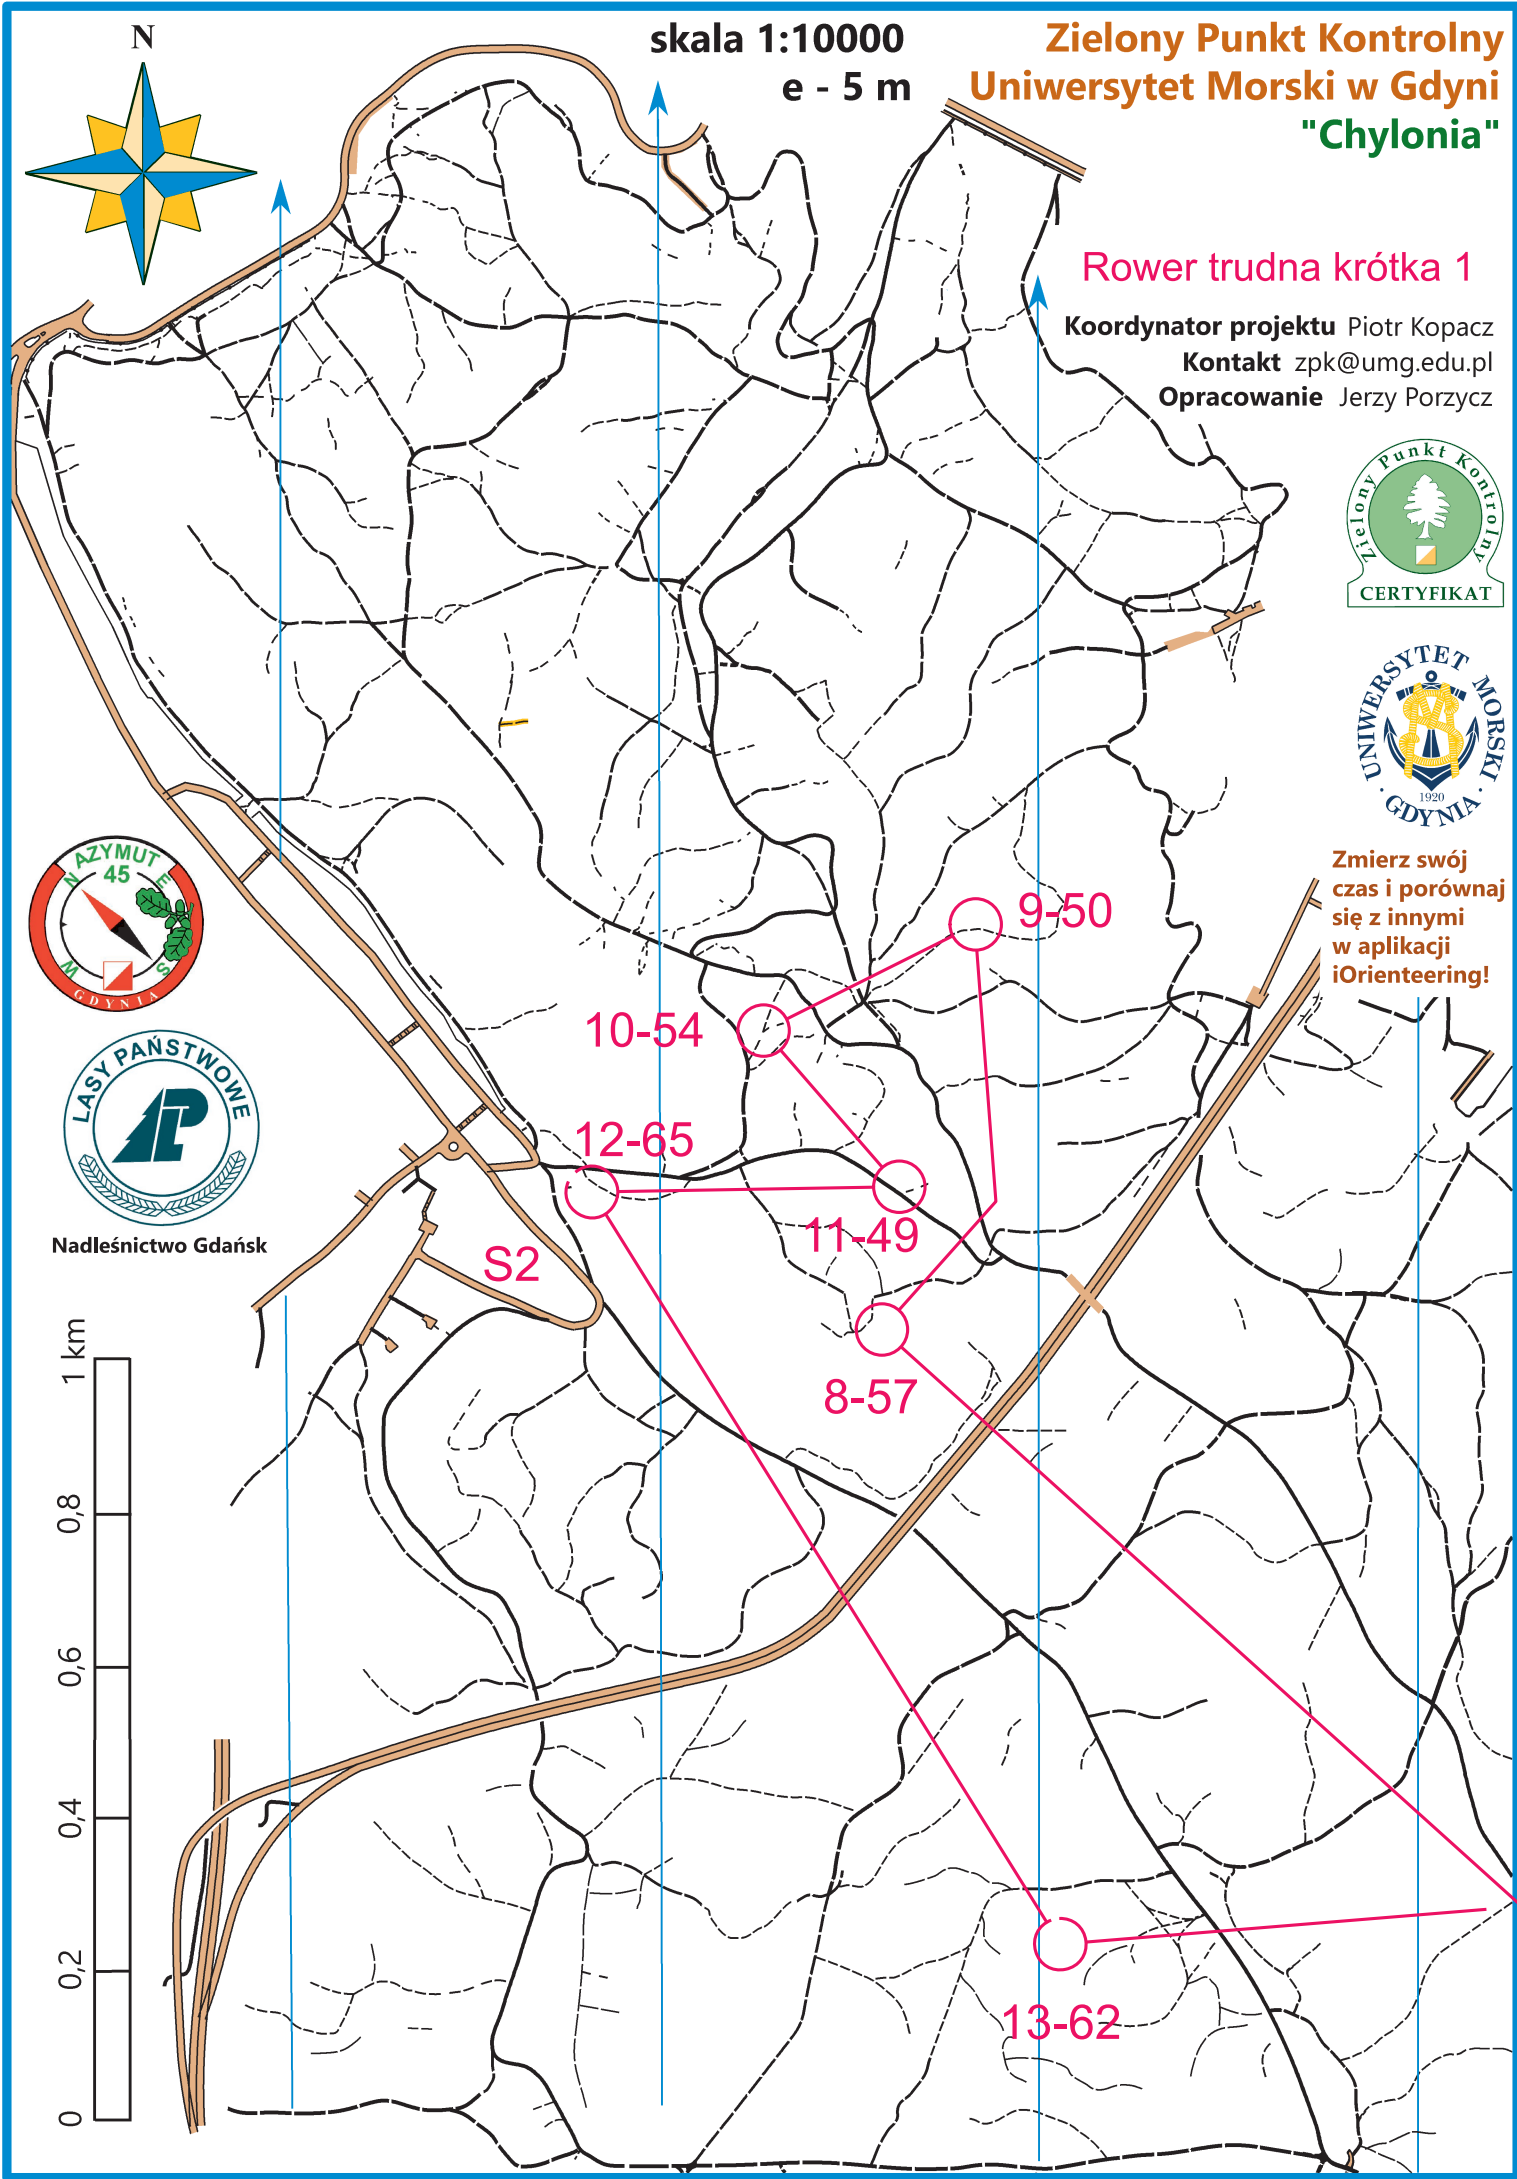 N
skala 1:10000
e - 5 m
Zielony Punkt Kontrolny
Uniwersytet Morski w Gdyni
"Chylonia"
Rower trudna krótka 1
Koordynator projektu Piotr Kopacz
Kontakt zpk@umg.edu.pl
Opracowanie Jerzy Porzycz
Zielony Punkt Kontrolny
CERTYFIKAT
UNIWERSYTET MORSKI
1920
· GDYNIA ·
Zmierz swój
czas i porównaj
się z innymi
w aplikacji
iOrienteering!
AZYMUT
45
N E
W S
GDYNIA
LASY PAŃSTWOWE
LP
Nadleśnictwo Gdańsk
9-50
10-54
12-65
11-49
S2
8-57
13-62
1 km
0,8
0,6
0,4
0,2
0